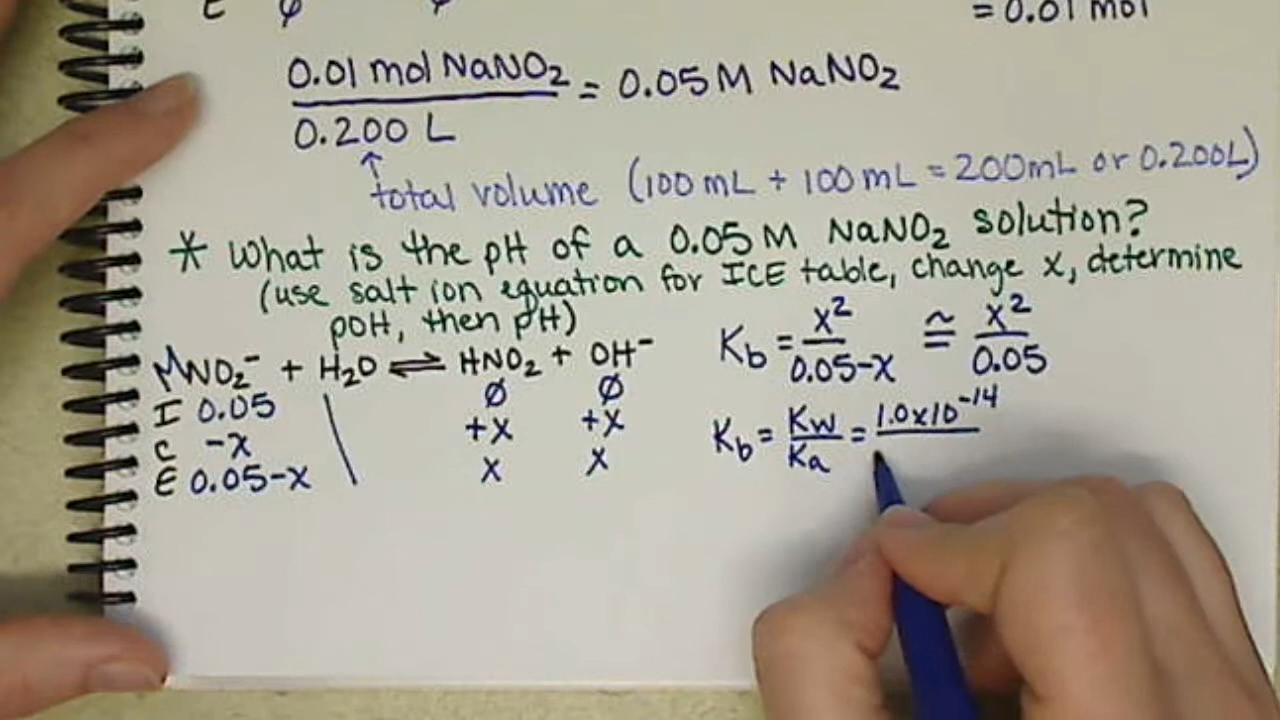 E ∅ ∅
= 0.01 mol
0.01 mol NaNO₂ = 0.05 M NaNO₂
0.200 L
↑
total volume (100 mL + 100 mL = 200mL or 0.200L)
* What is the pH of a 0.05 M NaNO₂ solution?
(use salt ion equation for ICE table, change x, determine
pOH, then pH)
M NO₂⁻ + H₂O ⇌ HNO₂ + OH⁻
I 0.05 ∅ ∅
C -x +x +x
E 0.05-x x x
Kb = x² / 0.05-x ≅ x² / 0.05
Kb = Kw / Ka = 1.0x10⁻¹⁴